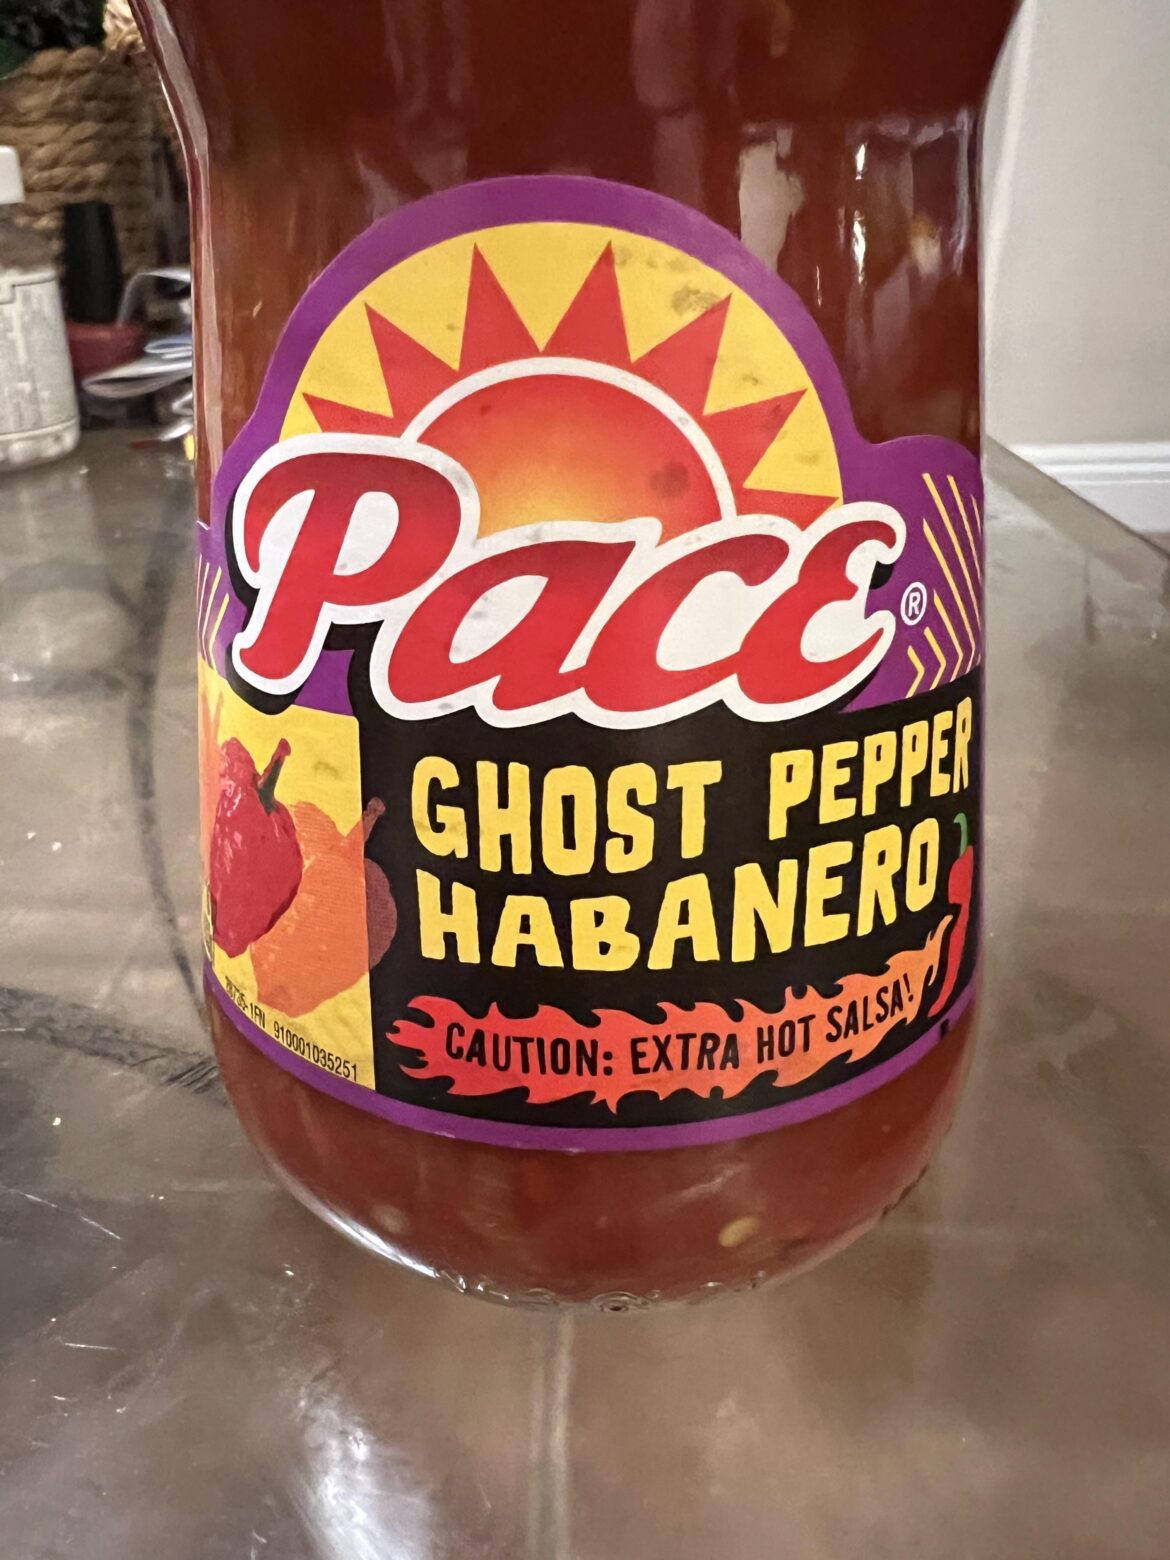 Pace®
GHOST PEPPER
HABANERO
CAUTION: EXTRA HOT SALSA!
910001035251